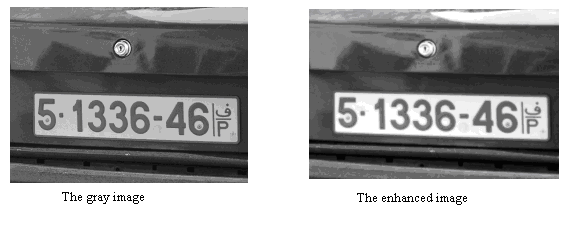 5·1336-46 ف P
5·1336-46 ف P
The gray image
The enhanced image